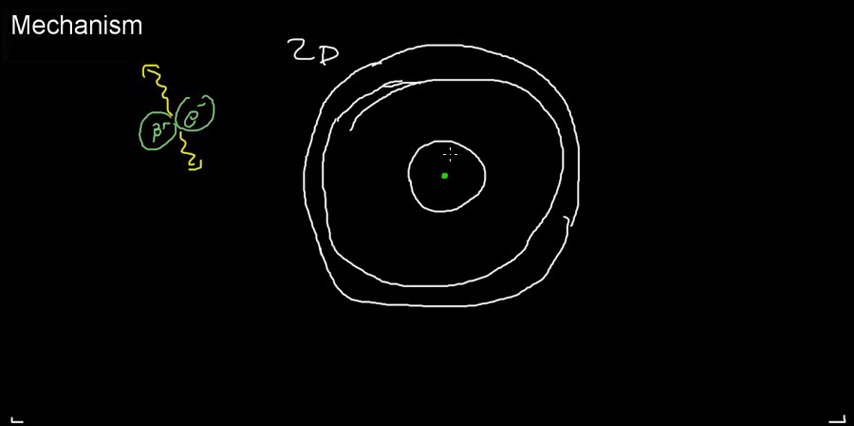 Mechanism
2D
β⁺ β⁻